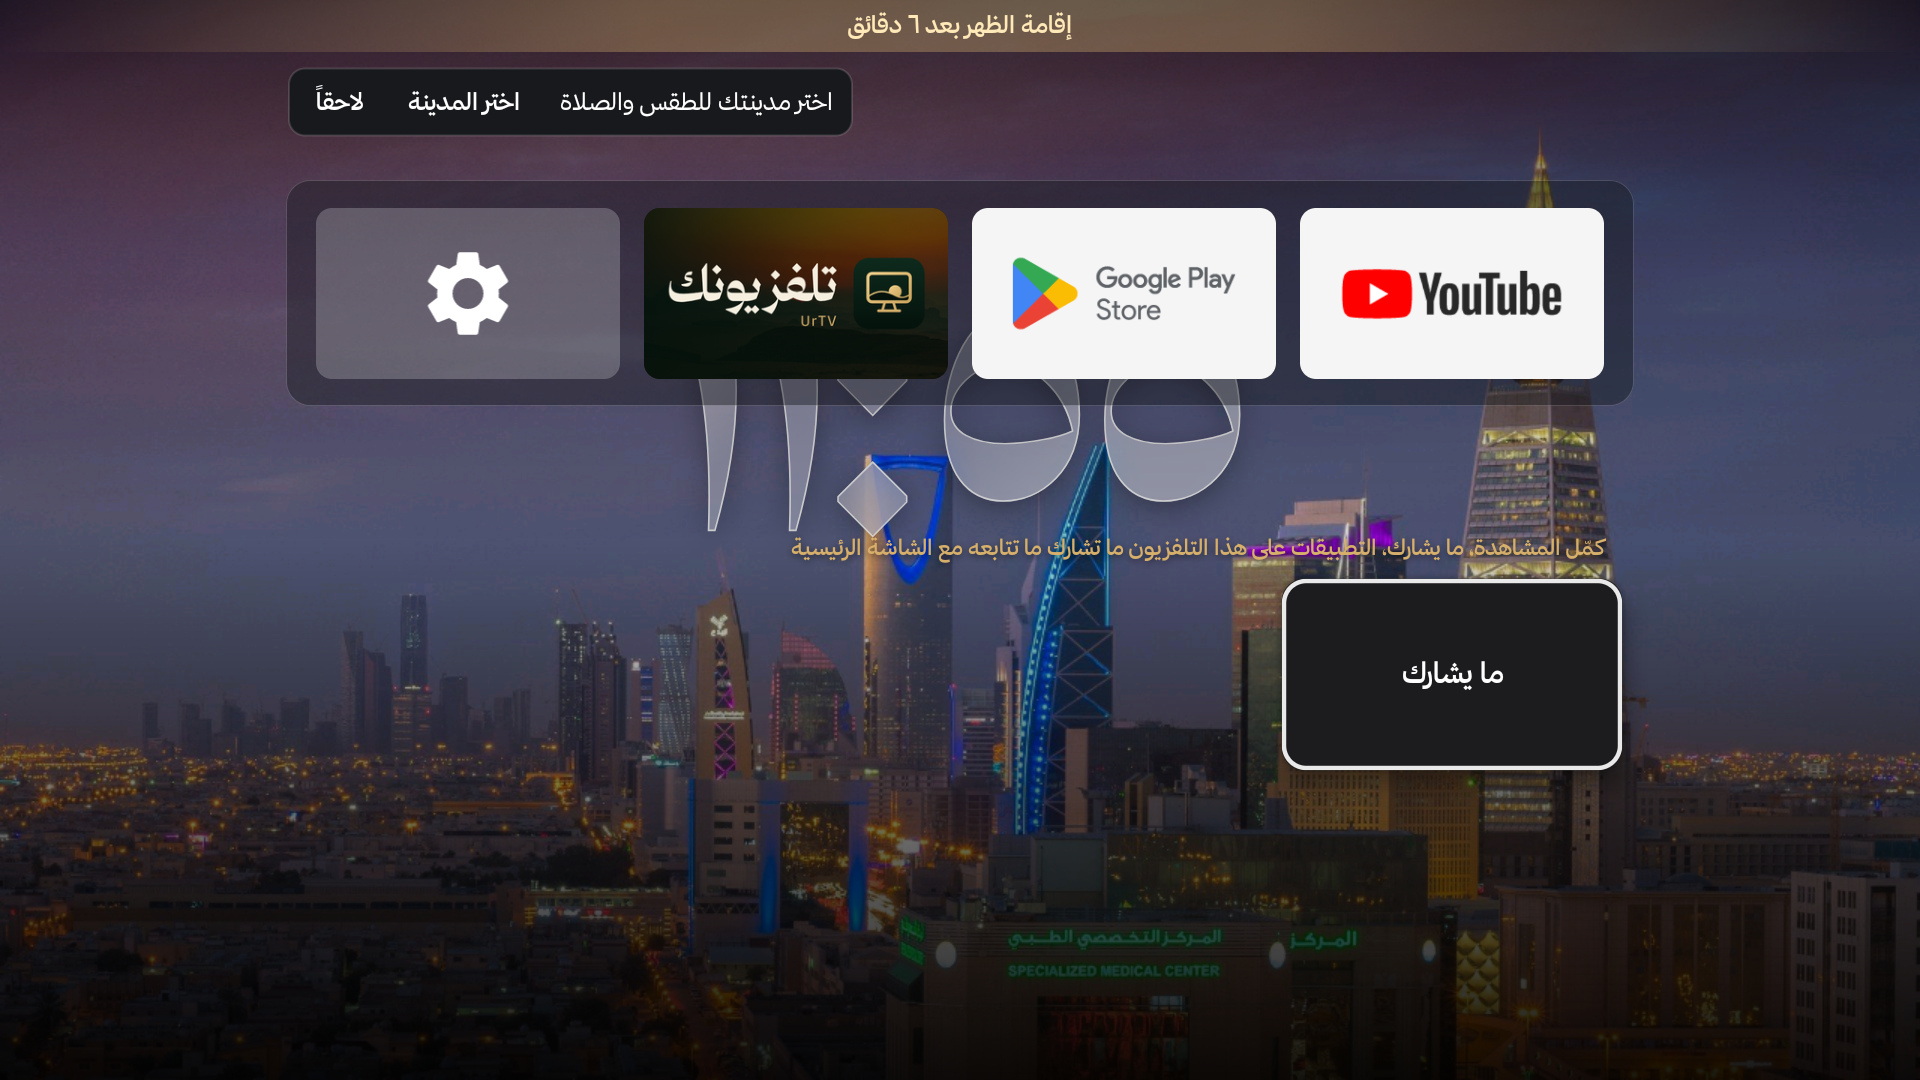 إقامة الظهر بعد ٦ دقائق
اختر مدينتك للطقس والصلاة اختر المدينة لاحقاً
YouTube
Google Play
Store
تلفزيونك
UrTV
١١:٥٥
كمّل المشاهدة، ما يشارك، التطبيقات على هذا التلفزيون ما تشارك ما تتابعه مع الشاشة الرئيسية
ما يشارك
المركز التخصصي الطبي
المركز
SPECIALIZED MEDICAL CENTER